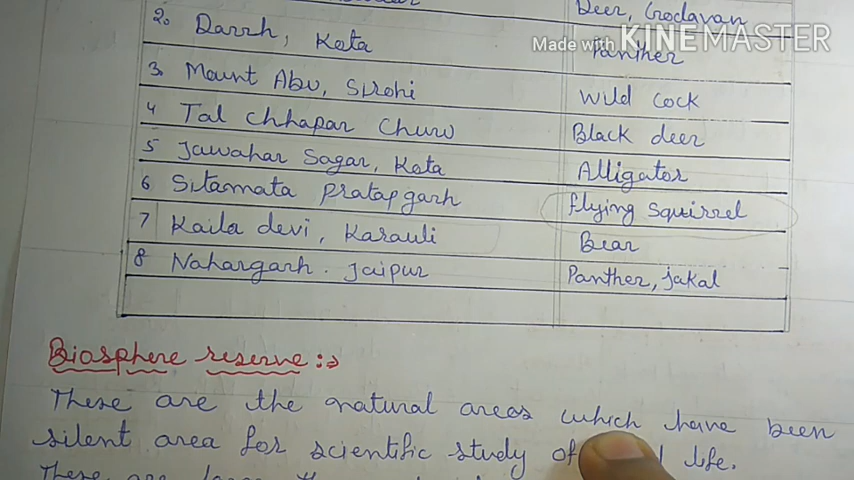 Deer, Godavan
2. Darrh, Kota Panther
3. Mount Abu, Sirohi Wild cock
4 Tal Chhapar Churu Black deer
5 Jawahar Sagar, Kota Alligator
6 Sitamata Pratapgarh flying squirrel
7 Kaila devi, Karauli Bear
8 Nahargarh. Jaipur Panther, jakal
Biosphere reserve:→
These are the natural areas which have been
silent area for scientific study of life.
Made with KINEMASTER